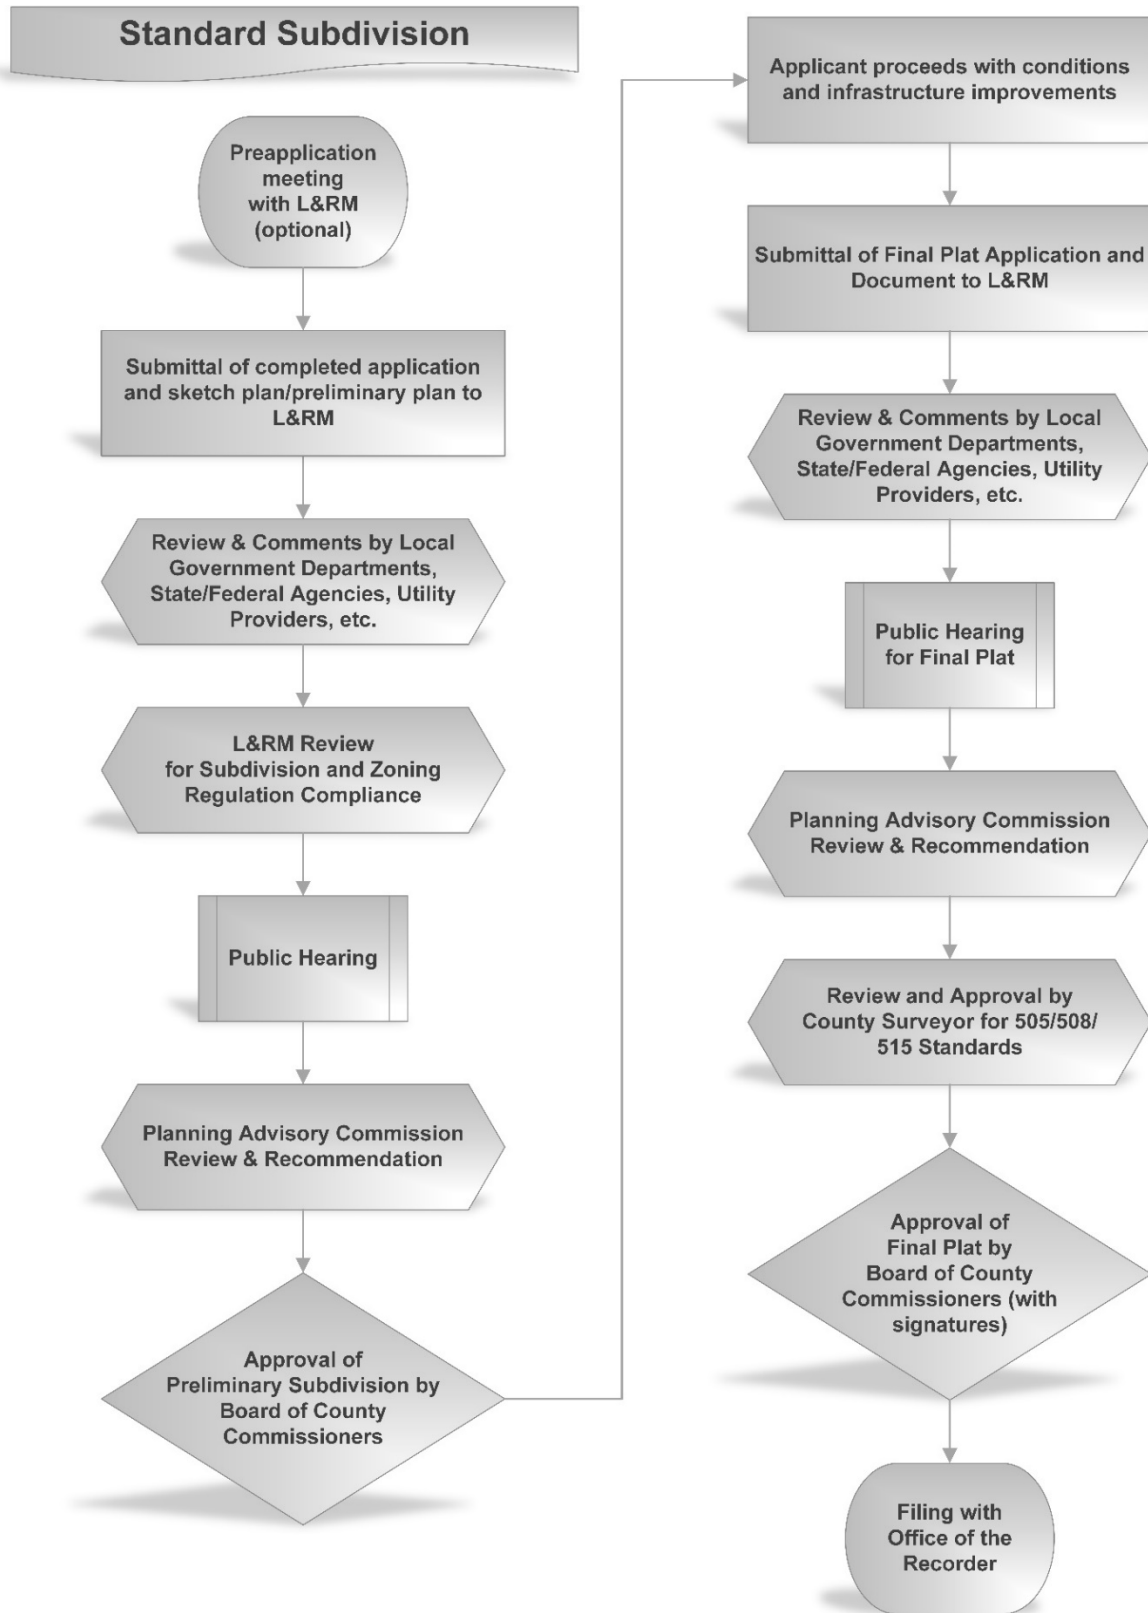 Standard Subdivision
Preapplication
meeting
with L&RM
(optional)
Submittal of completed application
and sketch plan/preliminary plan to
L&RM
Review & Comments by Local
Government Departments,
State/Federal Agencies, Utility
Providers, etc.
L&RM Review
for Subdivision and Zoning
Regulation Compliance
Public Hearing
Planning Advisory Commission
Review & Recommendation
Approval of
Preliminary Subdivision by
Board of County
Commissioners
Applicant proceeds with conditions
and infrastructure improvements
Submittal of Final Plat Application and
Document to L&RM
Review & Comments by Local
Government Departments,
State/Federal Agencies, Utility
Providers, etc.
Public Hearing
for Final Plat
Planning Advisory Commission
Review & Recommendation
Review and Approval by
County Surveyor for 505/508/
515 Standards
Approval of
Final Plat by
Board of County
Commissioners (with
signatures)
Filing with
Office of the
Recorder